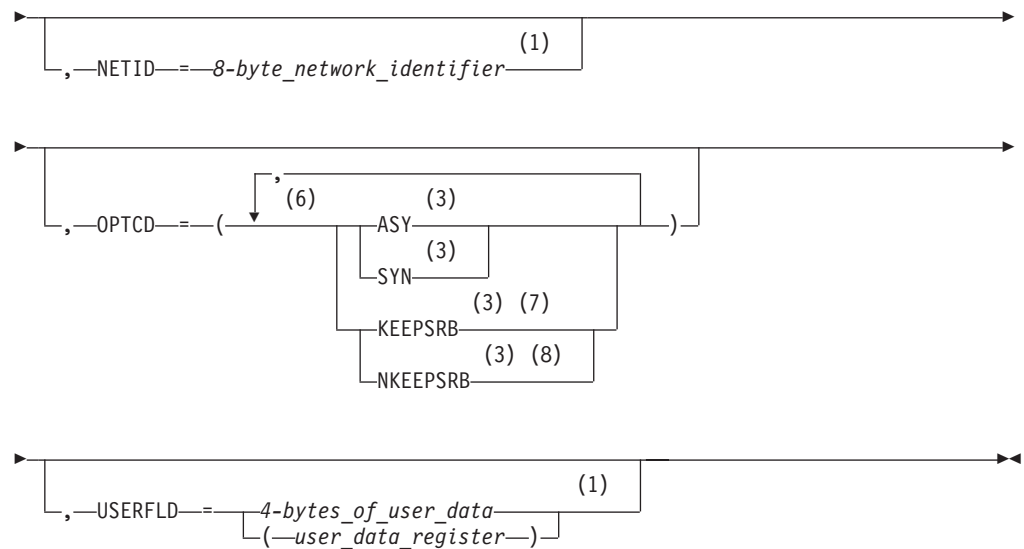 (1)
, NETID = 8-byte_network_identifier
,
(6) (3)
, OPTCD = ( ASY )
(3)
SYN
(3) (7)
KEEPSRB
(3) (8)
NKEEPSRB
(1)
, USERFLD = 4-bytes_of_user_data
( user_data_register )